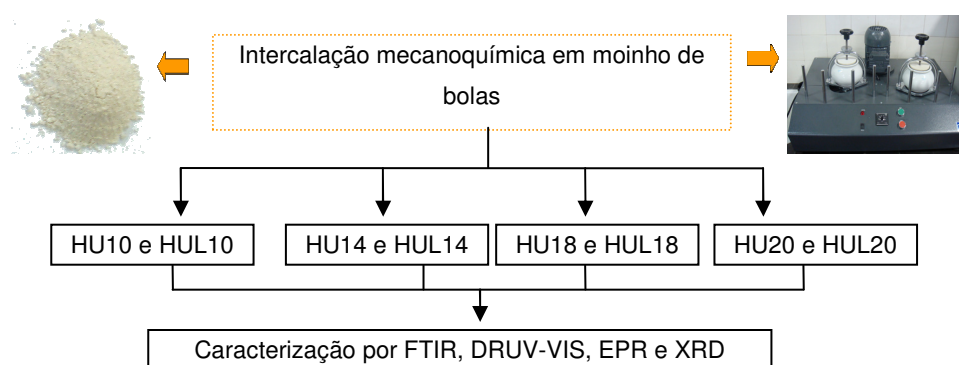 Intercalação mecanoquímica em moinho de
bolas
HU10 e HUL10
HU14 e HUL14
HU18 e HUL18
HU20 e HUL20
Caracterização por FTIR, DRUV-VIS, EPR e XRD